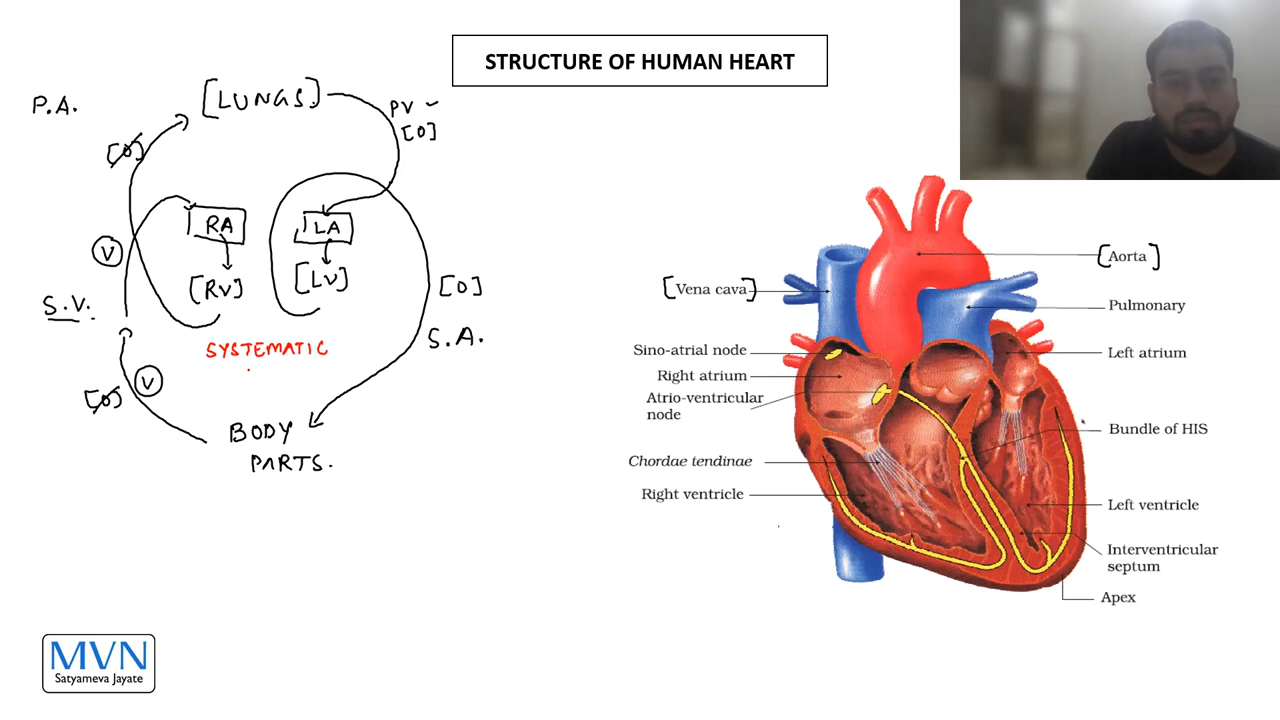 STRUCTURE OF HUMAN HEART
P.A.
[LUNGS]
PV
[O]
[O]
RA
LA
V
[RV]
[LV]
[O]
S.V.
SYSTEMATIC
S.A.
V
[O]
BODY
PARTS.
[Aorta]
[Vena cava]
Pulmonary
Sino-atrial node
Left atrium
Right atrium
Atrio-ventricular
node
Bundle of HIS
Chordae tendinae
Right ventricle
Left ventricle
Interventricular
septum
Apex
MVN
Satyameva Jayate